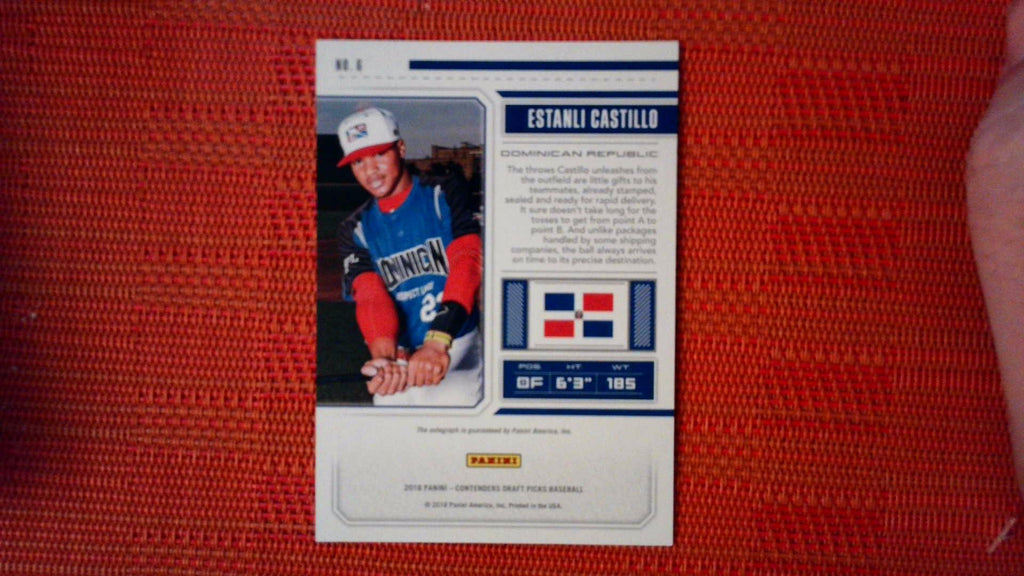 NO. 6
ESTANLI CASTILLO
DOMINICAN REPUBLIC
The throws Castillo unleashes from
the outfield are little gifts to his
teammates, already stamped,
sealed and ready for rapid delivery.
It sure doesn't take long for the
tosses to get from point A to
point B. And unlike packages
handled by some shipping
companies, the ball always arrives
on time to its precise destination.
POS HT WT
OF 6'3" 185
The autograph is guaranteed by Panini America, Inc.
PANINI
2018 PANINI – CONTENDERS DRAFT PICKS BASEBALL
© 2018 Panini America, Inc. Printed in the USA.